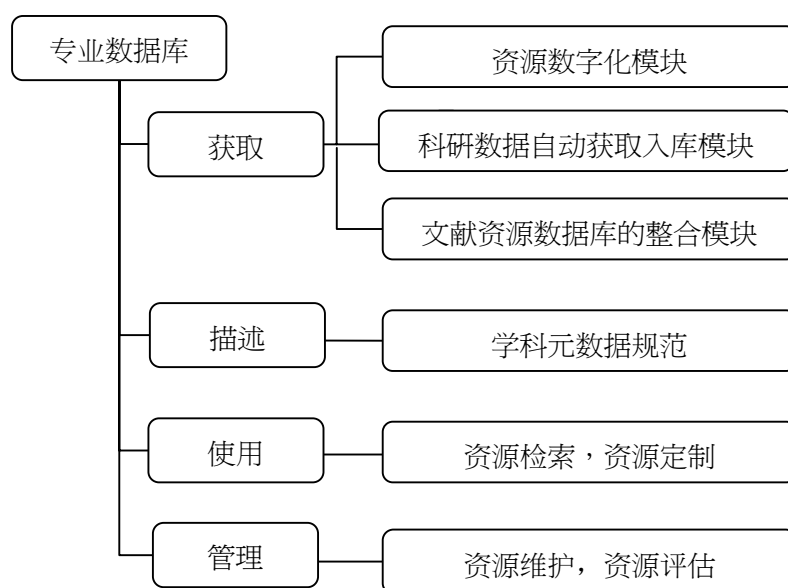 专业数据库
资源数字化模块
获取
科研数据自动获取入库模块
文献资源数据库的整合模块
描述
学科元数据规范
使用
资源检索，资源定制
管理
资源维护，资源评估